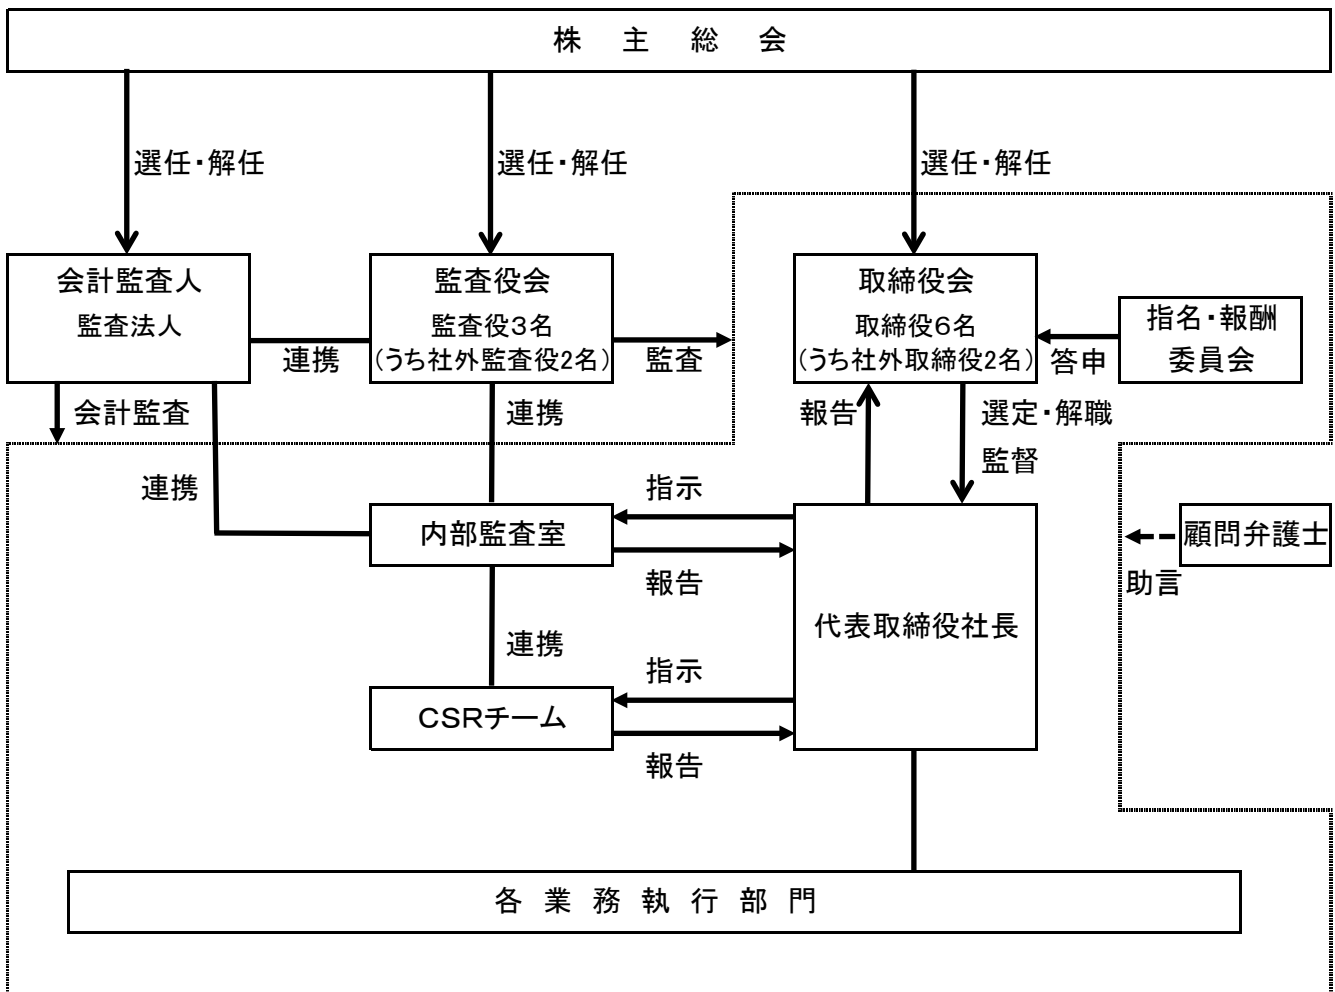 株 主 総 会
選任・解任
選任・解任
選任・解任
会計監査人
監査法人
連携
監査役会
監査役3名
(うち社外監査役2名)
監査
取締役会
取締役6名
(うち社外取締役2名)
答申
指名・報酬
委員会
会計監査
連携
報告
選定・解職
監督
連携
指示
内部監査室
報告
顧問弁護士
助言
代表取締役社長
連携
指示
CSRチーム
報告
各 業 務 執 行 部 門